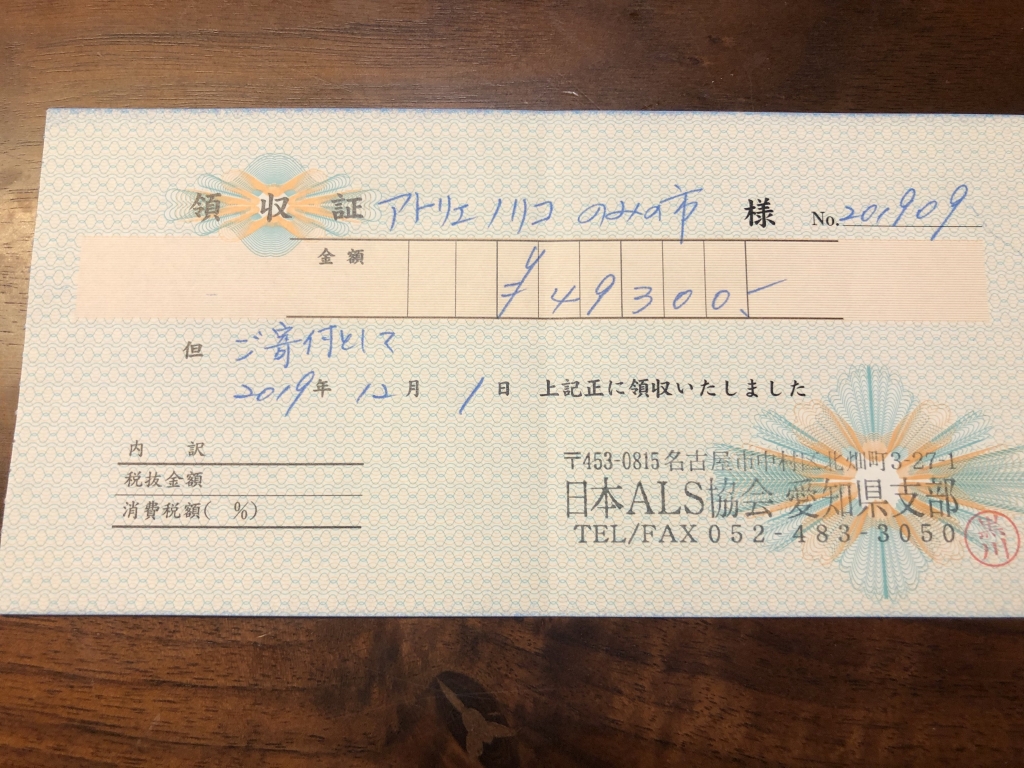 領収証 アトリエ ノリコ のみの市 様 No.201909
金額 ¥49300.-
但 ご寄付として
2019年 12月 1日 上記正に領収いたしました
内訳
税抜金額
消費税額( %)
〒453-0815 名古屋市中村区北畑町3-27-1
日本ALS協会 愛知県支部
TEL/FAX 052-483-3050
黒川